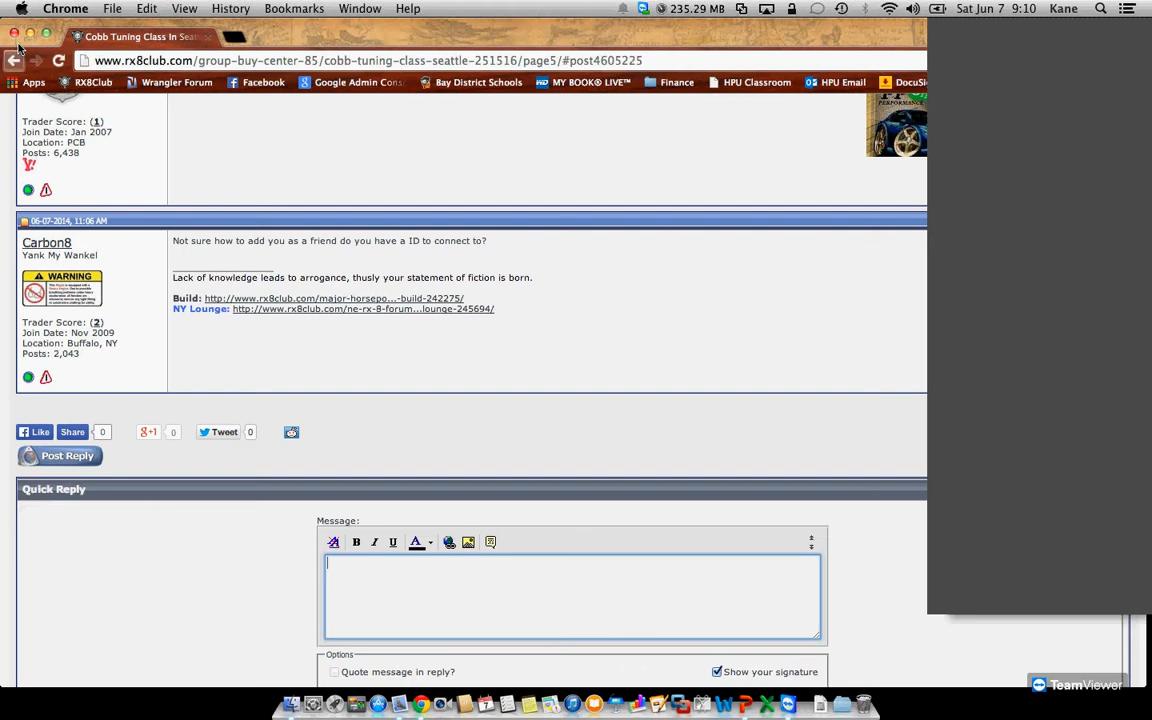 Chrome File Edit View History Bookmarks Window Help 235.29 MB Sat Jun 7 9:10 Kane
Cobb Tuning Class In Seat
www.rx8club.com/group-buy-center-85/cobb-tuning-class-seattle-251516/page5/#post4605225
Apps RX8Club Wrangler Forum Facebook Google Admin Cons Bay District Schools WD MY BOOK® LIVE™ Finance HPU Classroom HPU Email DocuSi
PERFORMANCE
Trader Score: (1)
Join Date: Jan 2007
Location: PCB
Posts: 6,438
Y!
06-07-2014, 11:06 AM
Carbon8
Yank My Wankel
WARNING
Trader Score: (2)
Join Date: Nov 2009
Location: Buffalo, NY
Posts: 2,043
Not sure how to add you as a friend do you have a ID to connect to?
Lack of knowledge leads to arrogance, thusly your statement of fiction is born.
Build: http://www.rx8club.com/major-horsepo...-build-242275/
NY Lounge: http://www.rx8club.com/ne-rx-8-forum...lounge-245694/
Like Share 0 g+1 0 Tweet 0
Post Reply
Quick Reply
Message:
B I U A
Options
Quote message in reply? Show your signature
TeamViewer